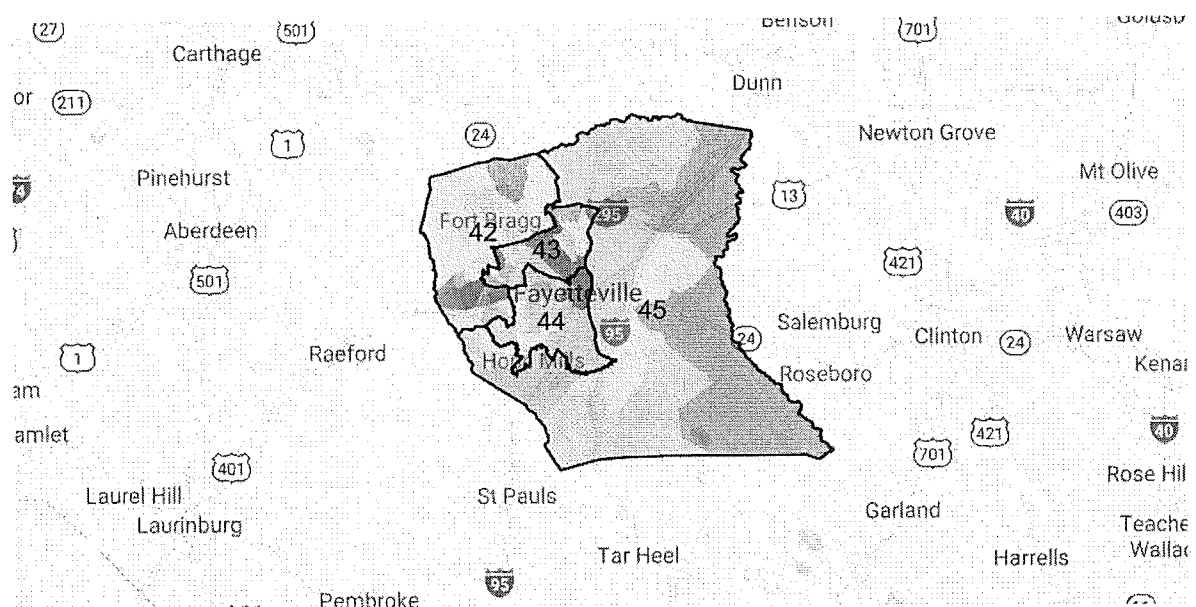 27
501
Benson
701
Carthage
or
211
Dunn
24
Newton Grove
1
Mt Olive
Pinehurst
13
403
40
95
Fort Bragg
42
Aberdeen
43
421
501
Fayetteville
45
44
95
Salemburg
24
Clinton
24
Warsaw
1
Raeford
Hope Mills
Roseboro
Kenan
am
amlet
421
40
701
401
Rose Hil
Laurel Hill
St Pauls
Garland
Laurinburg
Teache
Tar Heel
Harrells
Wallac
95
Pembroke